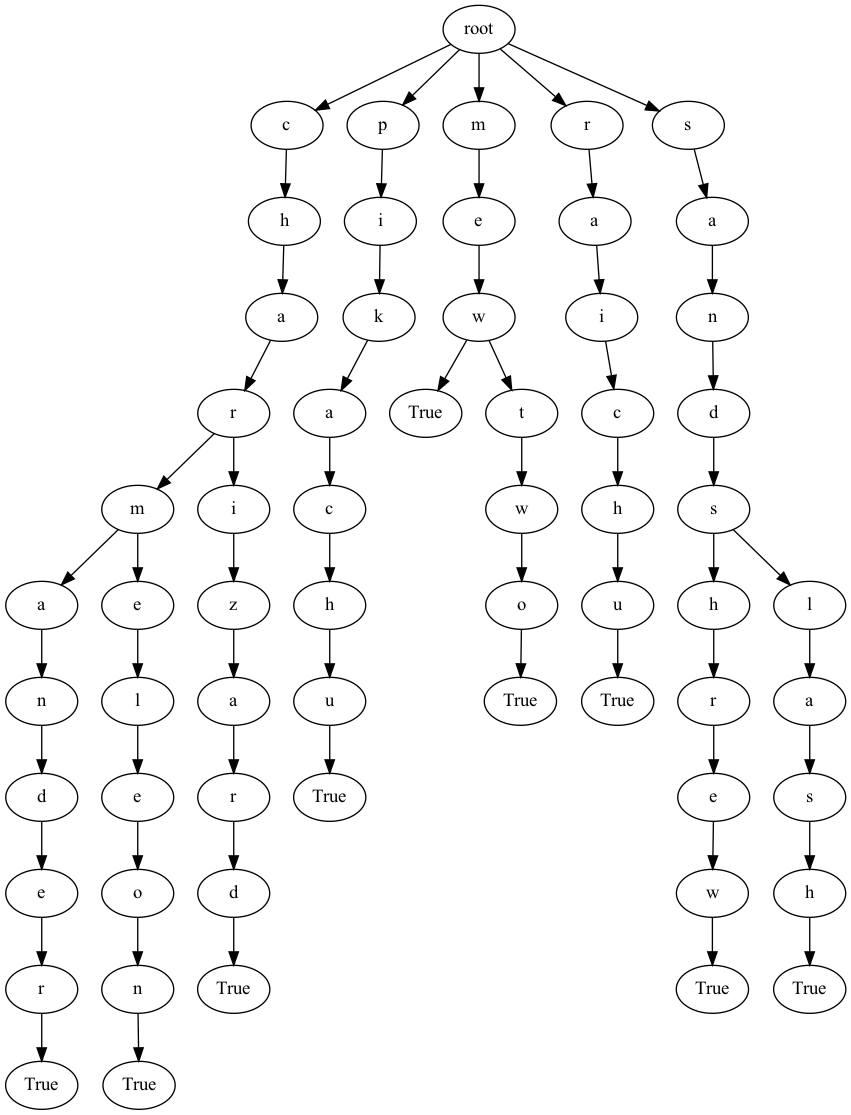 root
c p m r s
h i e a a
a k w i n
r a True t c d
m i c w h s
a e z h o u h l
n l a u True True r a
d e r True e s
e o d w h
r n True True True
True True